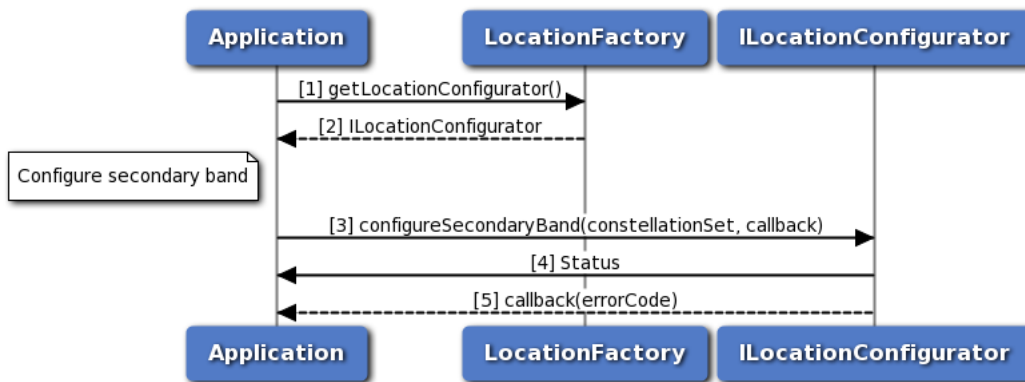 Application
LocationFactory
ILocationConfigurator
[1] getLocationConfigurator()
[2] ILocationConfigurator
Configure secondary band
[3] configureSecondaryBand(constellationSet, callback)
[4] Status
[5] callback(errorCode)
Application
LocationFactory
ILocationConfigurator